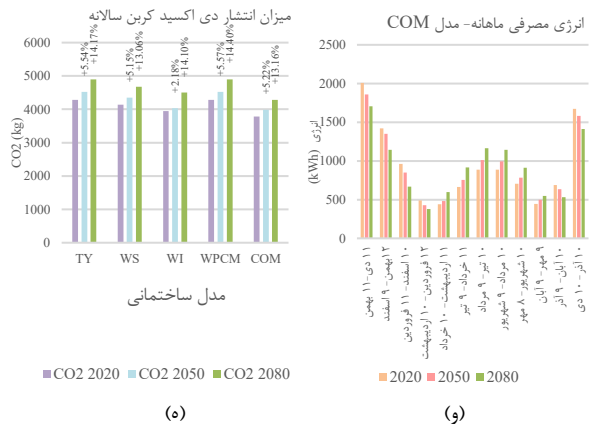 میزان انتشار دی اکسید کربن سالانه
CO2 (kg)
6000
5000
4000
3000
2000
1000
0
+5.54%
+14.17%
+5.15%
+13.06%
+2.18%
+14.10%
+5.57%
+14.40%
+5.22%
+13.16%
TY WS WI WPCM COM
مدل ساختمانی
CO2 2020 CO2 2050 CO2 2080
(ه)
انرژی مصرفی ماهانه- مدل COM
انرژی (kWh)
2500
2000
1500
1000
500
0
۱۱ دی-۱۱ بهمن
۱۲بهمن- ۹ اسفند
۱۰اسفند- ۱۱ فروردین
۱۲ فروردین- ۱۰ اردیبهشت
۱۱ اردیبهشت- ۱۰ خرداد
۱۱ خرداد- ۹ تیر
۱۰ تیر- ۹ مرداد
۱۰ مرداد- ۹ شهریور
۱۰ شهریور- ۸ مهر
۹ مهر- ۹ آبان
۱۰ آبان- ۹ آذر
۱۰ آذر- ۱۰ دی
2020 2050 2080
(و)